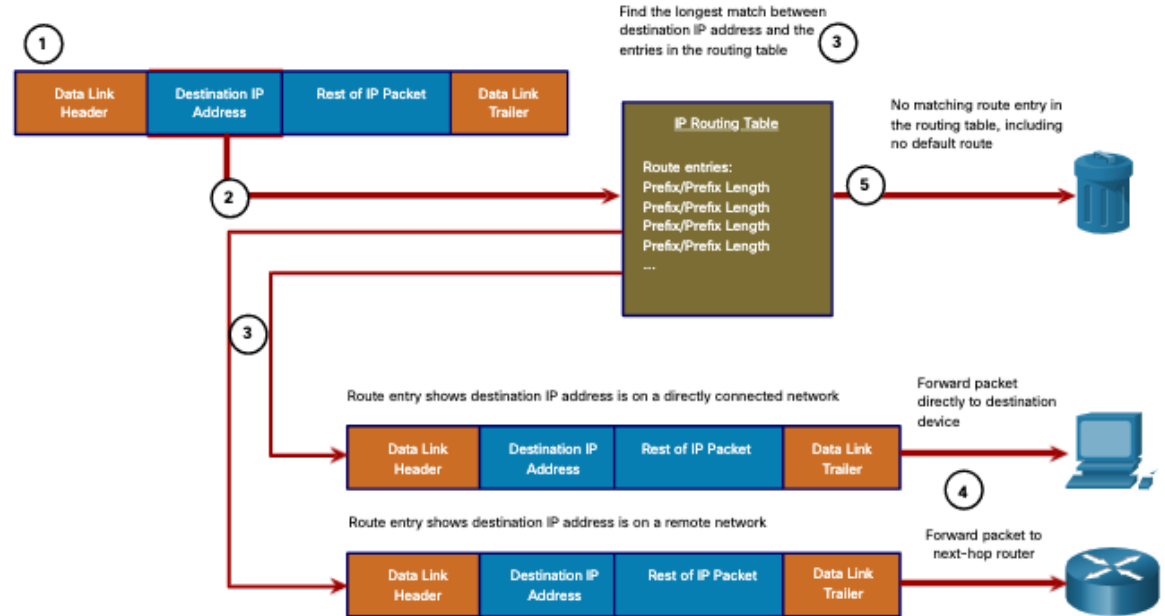 Find the longest match between
destination IP address and the
entries in the routing table
3
1
Data Link
Header
Destination IP
Address
Rest of IP Packet
Data Link
Trailer
2
IP Routing Table
Route entries:
Prefix/Prefix Length
Prefix/Prefix Length
Prefix/Prefix Length
Prefix/Prefix Length
...
No matching route entry in
the routing table, including
no default route
5
3
Route entry shows destination IP address is on a directly connected network
Data Link
Header
Destination IP
Address
Rest of IP Packet
Data Link
Trailer
Forward packet
directly to destination
device
4
Route entry shows destination IP address is on a remote network
Data Link
Header
Destination IP
Address
Rest of IP Packet
Data Link
Trailer
Forward packet to
next-hop router